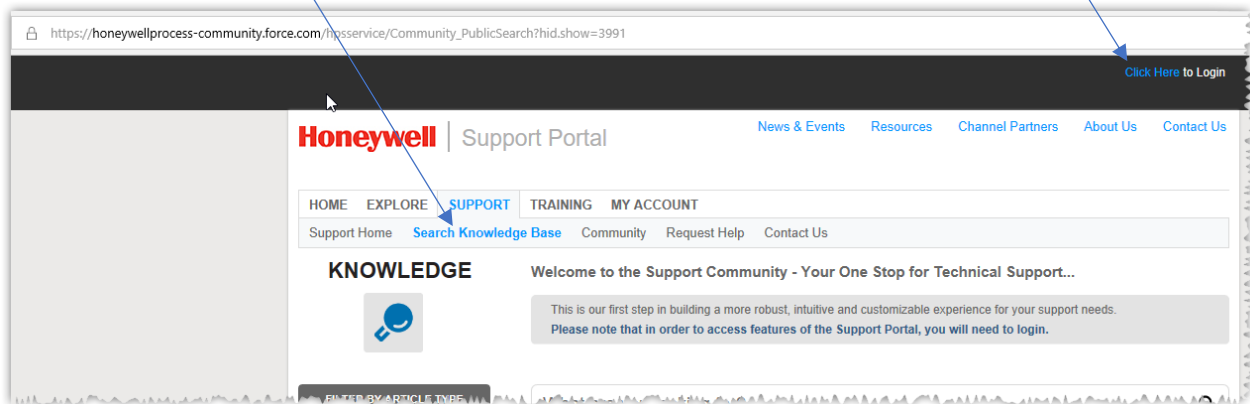 https://honeywellprocess-community.force.com/hpsservice/Community_PublicSearch?hid.show=3991
Click Here to Login
Honeywell | Support Portal
News & Events Resources Channel Partners About Us Contact Us
HOME EXPLORE SUPPORT TRAINING MY ACCOUNT
Support Home Search Knowledge Base Community Request Help Contact Us
KNOWLEDGE
Welcome to the Support Community - Your One Stop for Technical Support...
This is our first step in building a more robust, intuitive and customizable experience for your support needs.
Please note that in order to access features of the Support Portal, you will need to login.
FILTER BY ARTICLE TYPE